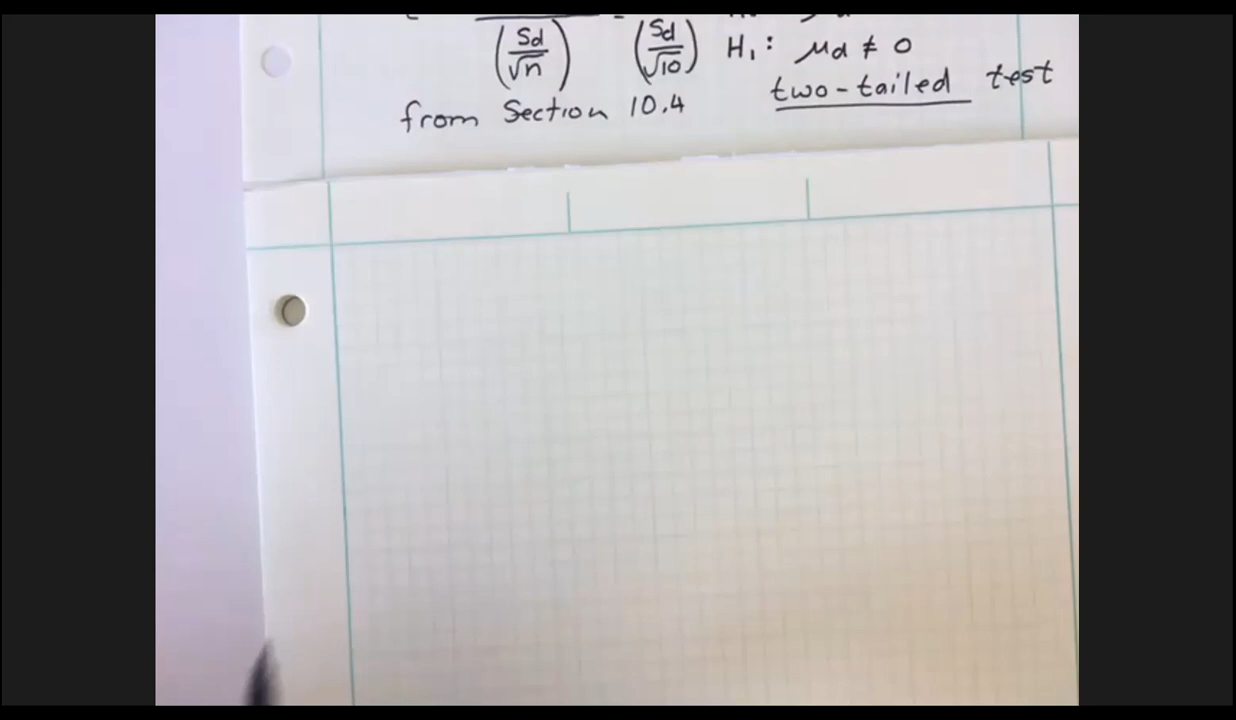 (Sd/√n) (Sd/√10) H₁: μd ≠ 0
two-tailed test
from Section 10.4